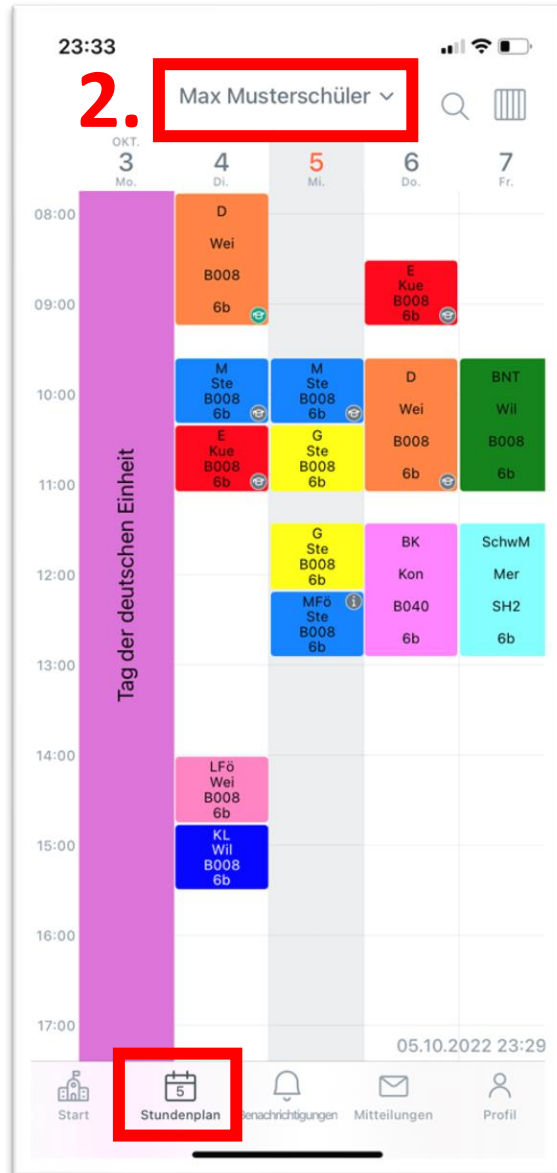 23:33
2.
Max Musterschüler
OKT.
3
Mo.
4
Di.
5
Mi.
6
Do.
7
Fr.
08:00
09:00
10:00
11:00
12:00
13:00
14:00
15:00
16:00
17:00
Tag der deutschen Einheit
D
Wei
B008
6b
M
Ste
B008
6b
E
Kue
B008
6b
LFö
Wei
B008
6b
KL
Wil
B008
6b
M
Ste
B008
6b
G
Ste
B008
6b
G
Ste
B008
6b
MFö
Ste
B008
6b
E
Kue
B008
6b
D
Wei
B008
6b
BK
Kon
B040
6b
BNT
Wil
B008
6b
SchwM
Mer
SH2
6b
05.10.2022 23:29
Start
5
Stundenplan
Benachrichtigungen
Mitteilungen
Profil